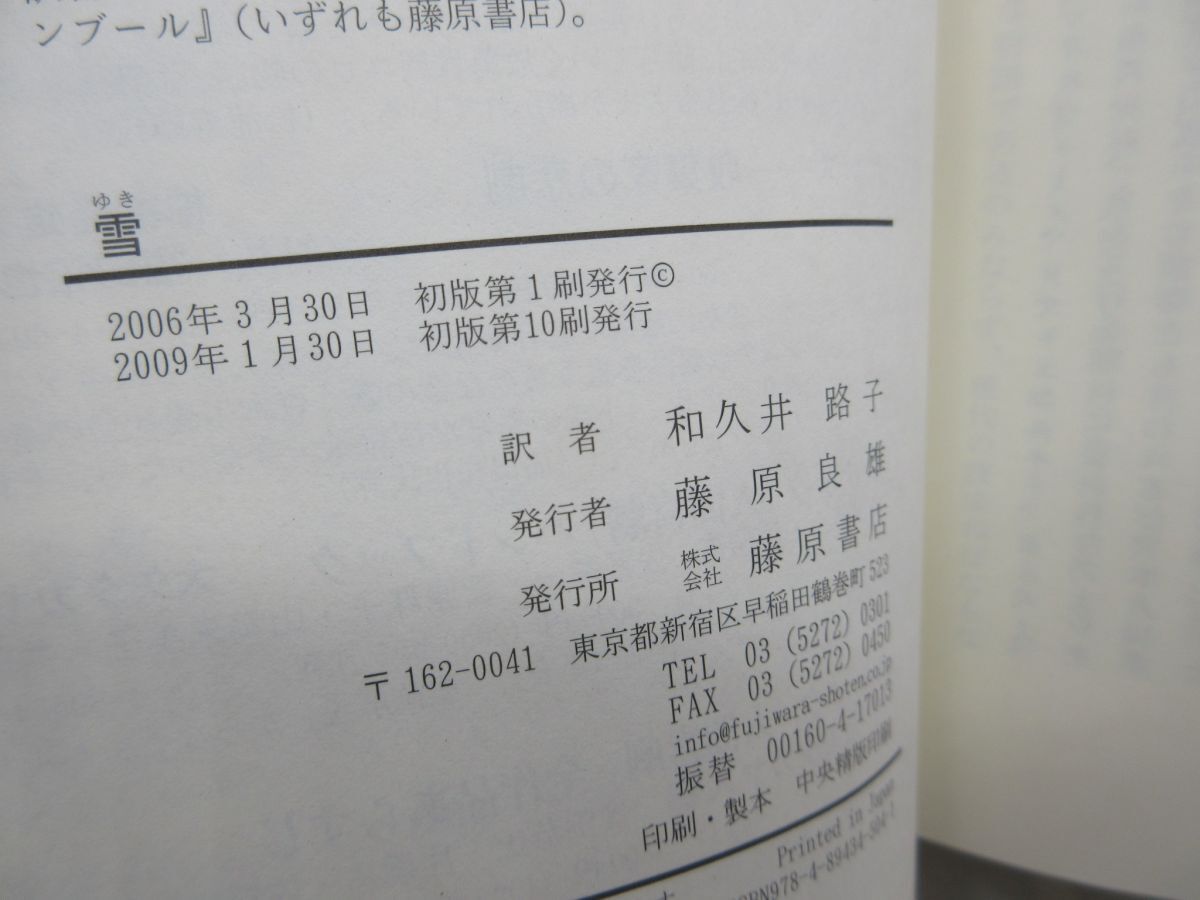 ンブール』(いずれも藤原書店)。
ゆき
雪
2006年 3 月30日　初版第 1 刷発行©
2009年 1 月30日　初版第10刷発行
訳　者　和久井 路子
発行者　藤 原 良 雄
発行所　株式会社 藤原書店
〒 162-0041　東京都新宿区早稲田鶴巻町 523
TEL　03 (5272) 0301
FAX　03 (5272) 0450
info@fujiwara-shoten.co.jp
振替　00160-4-17013
印刷・製本　中央精版印刷
Printed in Japan
ISBN978-4-89434-504-1